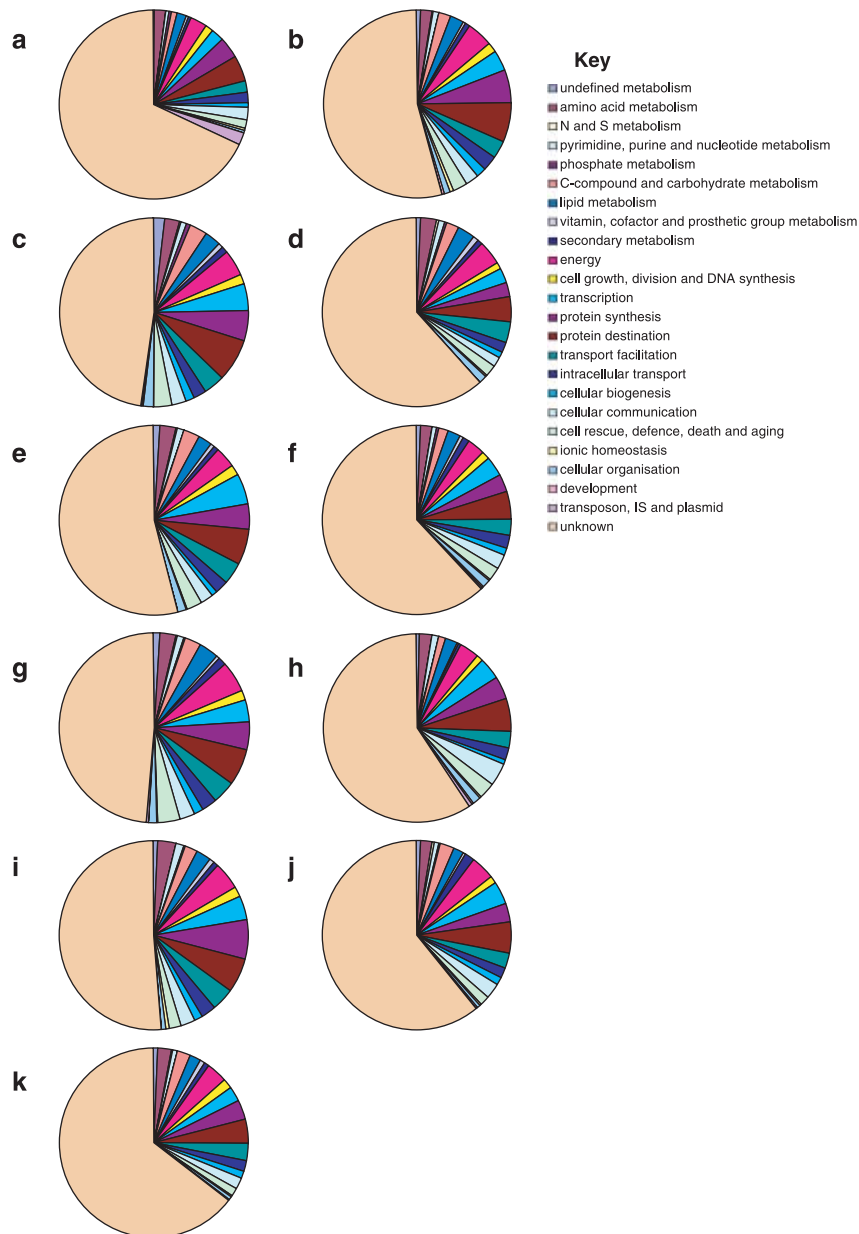 a
b
c
d
e
f
g
h
i
j
k
Key
undefined metabolism
amino acid metabolism
N and S metabolism
pyrimidine, purine and nucleotide metabolism
phosphate metabolism
C-compound and carbohydrate metabolism
lipid metabolism
vitamin, cofactor and prosthetic group metabolism
secondary metabolism
energy
cell growth, division and DNA synthesis
transcription
protein synthesis
protein destination
transport facilitation
intracellular transport
cellular biogenesis
cellular communication
cell rescue, defence, death and aging
ionic homeostasis
cellular organisation
development
transposon, IS and plasmid
unknown